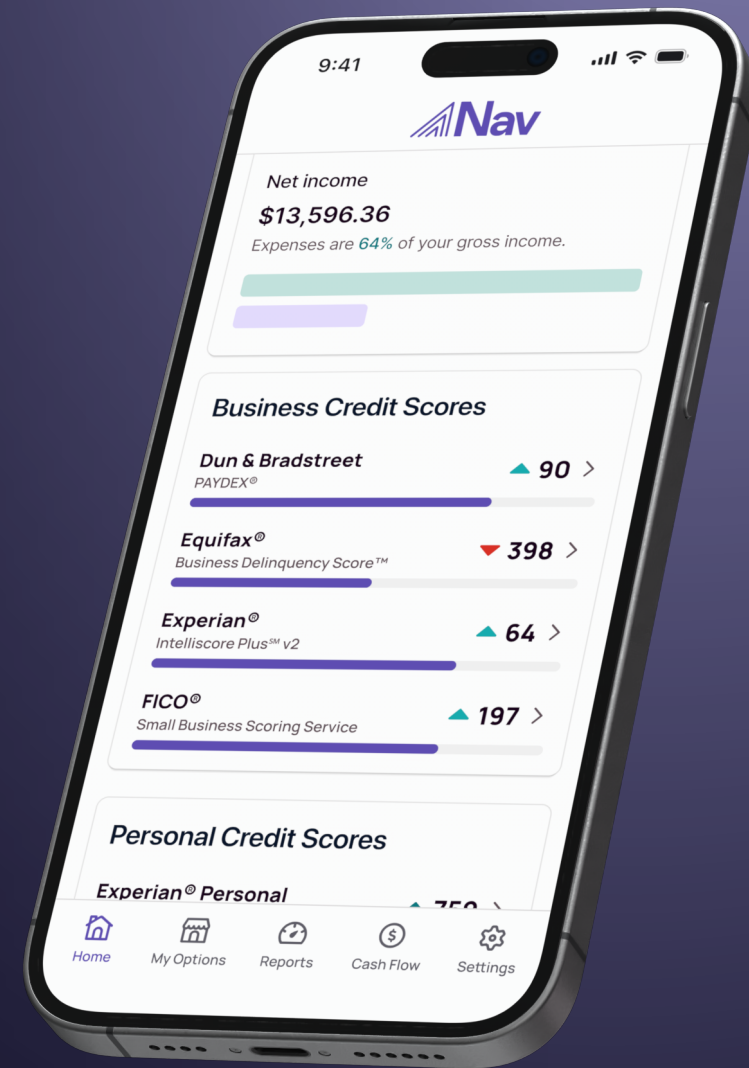 9:41
Nav
Net income
$13,596.36
Expenses are 64% of your gross income.
Business Credit Scores
Dun & Bradstreet
90
PAYDEX®
Equifax®
398
Business Delinquency Score™
Experian®
64
Intelliscore Plus℠ v2
FICO®
197
Small Business Scoring Service
Personal Credit Scores
Experian® Personal
Home
My Options
Reports
Cash Flow
Settings